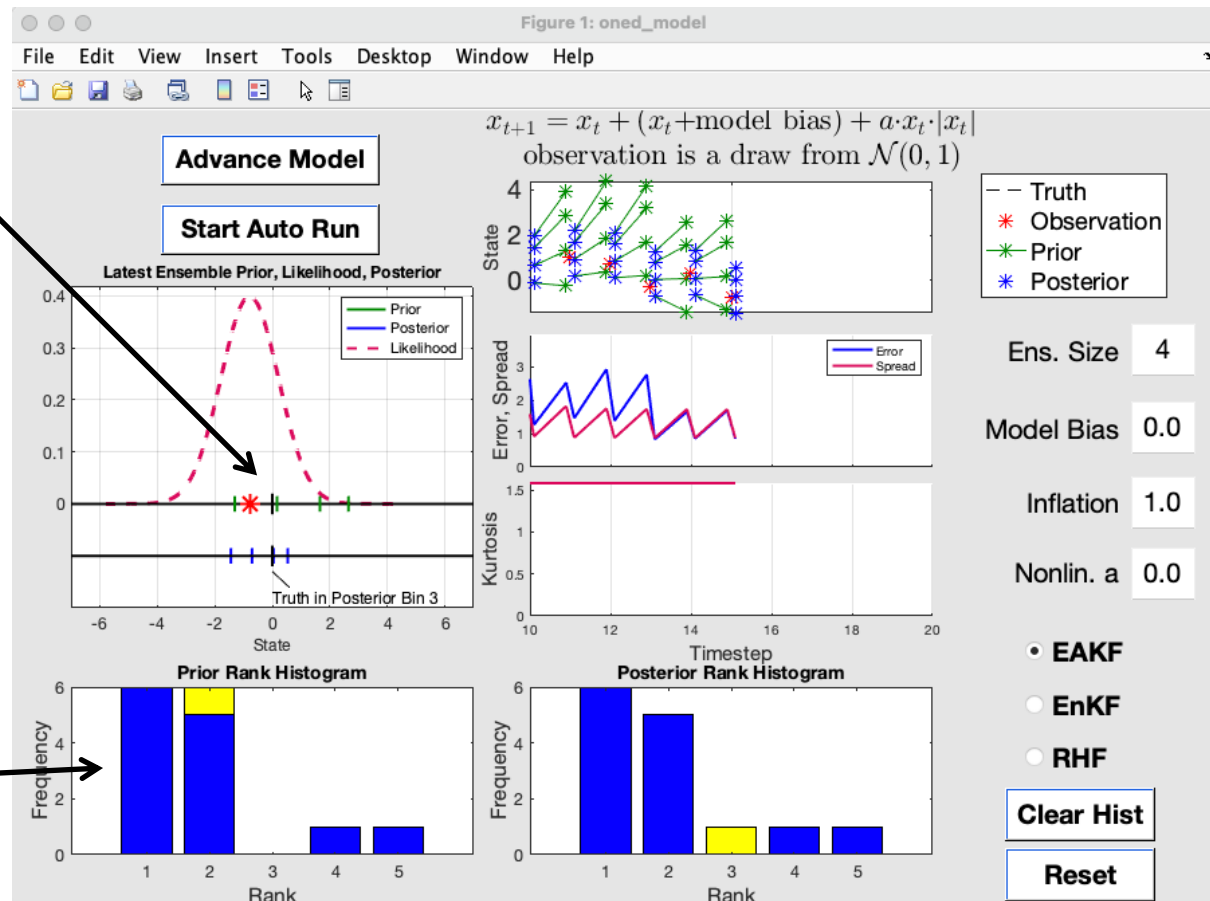 Figure 1: oned_model
File Edit View Insert Tools Desktop Window Help
Advance Model
Start Auto Run
x_{t+1} = x_t + (x_t+model bias) + a·x_t·|x_t|
observation is a draw from 𝒩(0, 1)
Latest Ensemble Prior, Likelihood, Posterior
0.4
0.3
0.2
0.1
0
Prior
Posterior
Likelihood
Truth in Posterior Bin 3
-6 -4 -2 0 2 4 6
State
State
4
2
0
Truth
Observation
Prior
Posterior
Error, Spread
3
2
1
0
Error
Spread
Kurtosis
1.5
1
0.5
0
10 12 14 16 18 20
Timestep
Ens. Size 4
Model Bias 0.0
Inflation 1.0
Nonlin. a 0.0
EAKF
EnKF
RHF
Clear Hist
Reset
Prior Rank Histogram
Frequency
6
4
2
0
1 2 3 4 5
Rank
Posterior Rank Histogram
Frequency
6
4
2
0
1 2 3 4 5
Rank